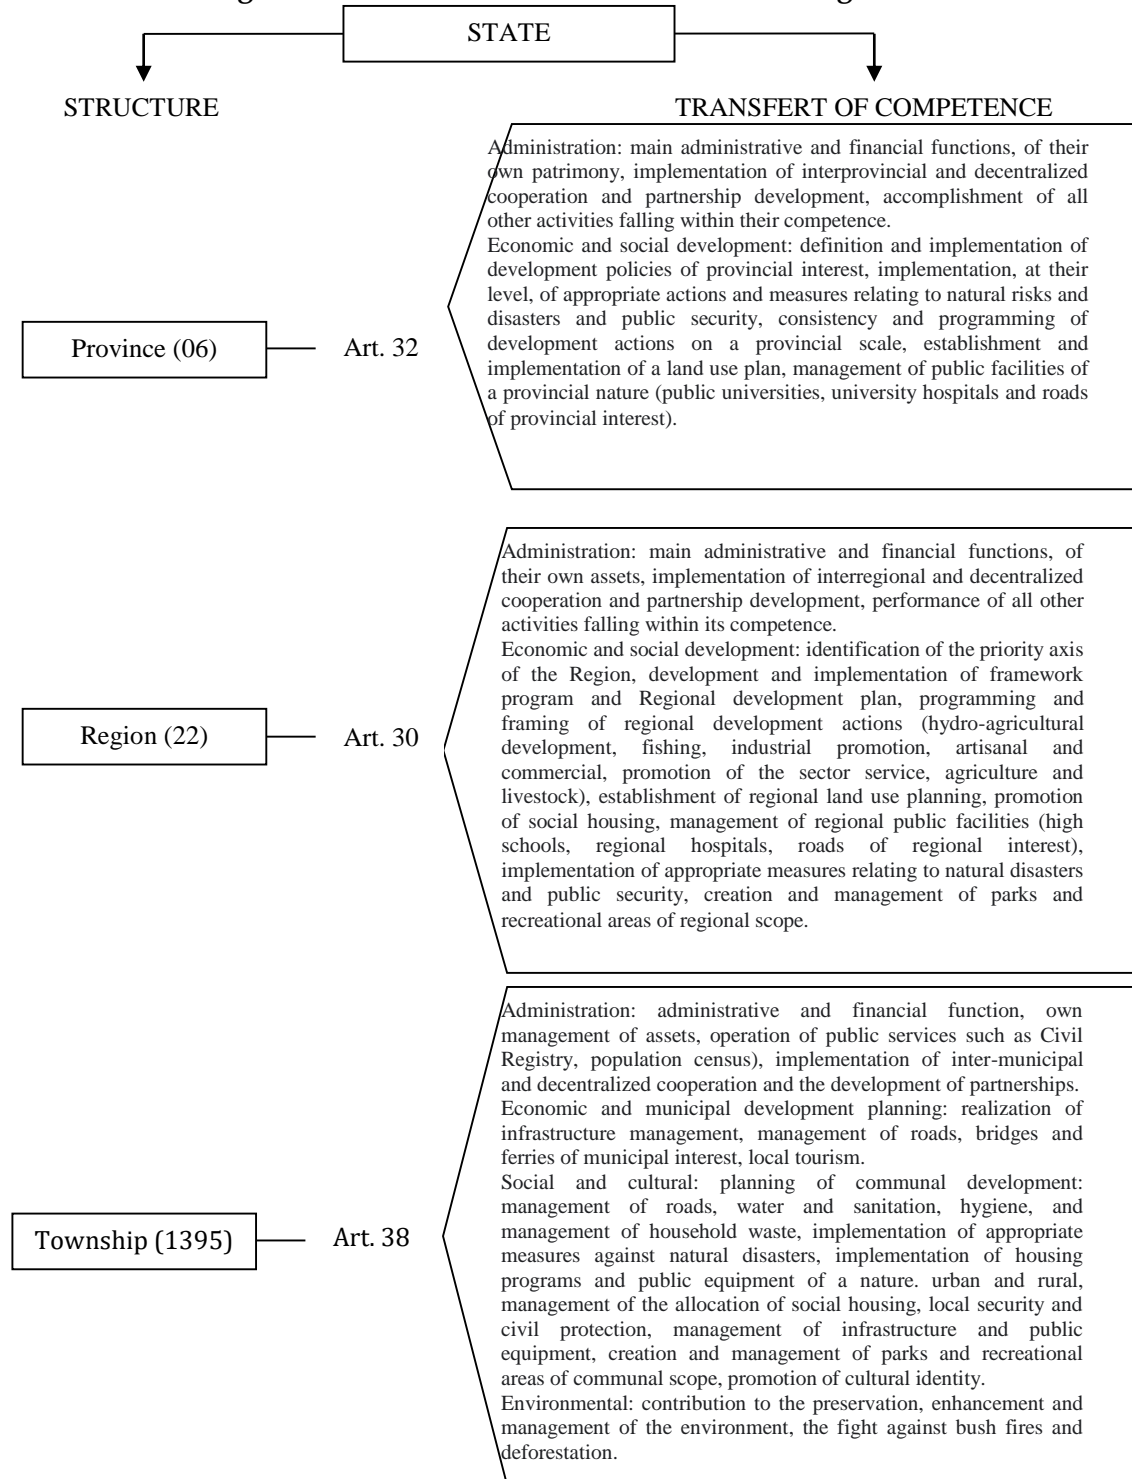 STATE
STRUCTURE
TRANSFERT OF COMPETENCE
Administration: main administrative and financial functions, of their
own patrimony, implementation of interprovincial and decentralized
cooperation and partnership development, accomplishment of all
other activities falling within their competence.
Economic and social development: definition and implementation of
development policies of provincial interest, implementation, at their
level, of appropriate actions and measures relating to natural risks and
disasters and public security, consistency and programming of
development actions on a provincial scale, establishment and
implementation of a land use plan, management of public facilities of
a provincial nature (public universities, university hospitals and roads
of provincial interest).
Province (06)
Art. 32
Administration: main administrative and financial functions, of
their own assets, implementation of interregional and decentralized
cooperation and partnership development, performance of all other
activities falling within its competence.
Economic and social development: identification of the priority axis
of the Region, development and implementation of framework
program and Regional development plan, programming and
framing of regional development actions (hydro-agricultural
development, fishing, industrial promotion, artisanal and
commercial, promotion of the sector service, agriculture and
livestock), establishment of regional land use planning, promotion
of social housing, management of regional public facilities (high
schools, regional hospitals, roads of regional interest),
implementation of appropriate measures relating to natural disasters
and public security, creation and management of parks and
recreational areas of regional scope.
Region (22)
Art. 30
Administration: administrative and financial function, own
management of assets, operation of public services such as Civil
Registry, population census), implementation of inter-municipal
and decentralized cooperation and the development of partnerships.
Economic and municipal development planning: realization of
infrastructure management, management of roads, bridges and
ferries of municipal interest, local tourism.
Social and cultural: planning of communal development:
management of roads, water and sanitation, hygiene, and
management of household waste, implementation of appropriate
measures against natural disasters, implementation of housing
programs and public equipment of a nature. urban and rural,
management of the allocation of social housing, local security and
civil protection, management of infrastructure and public
equipment, creation and management of parks and recreational
areas of communal scope, promotion of cultural identity.
Environmental: contribution to the preservation, enhancement and
management of the environment, the fight against bush fires and
deforestation.
Township (1395)
Art. 38